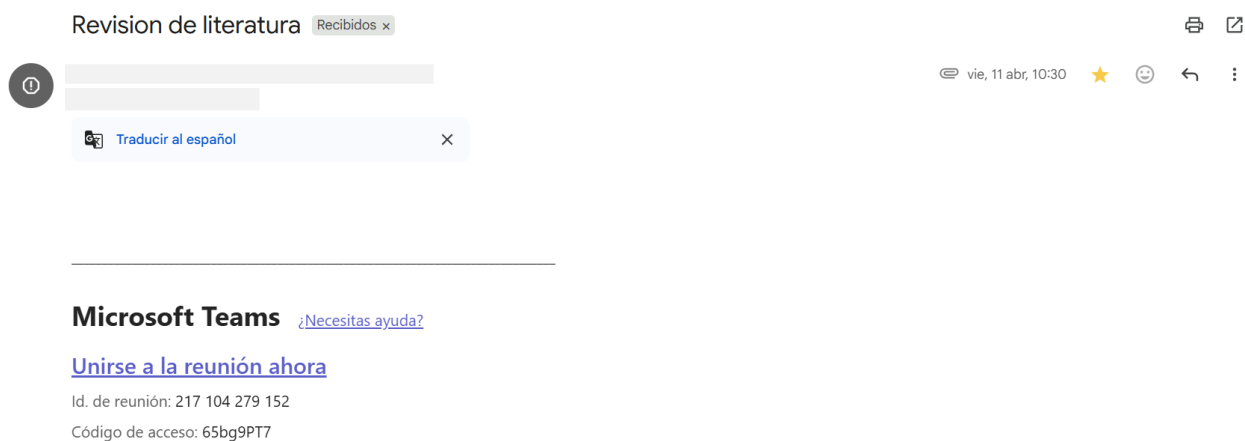 Revision de literatura Recibidos ×
vie, 11 abr, 10:30
Traducir al español
Microsoft Teams ¿Necesitas ayuda?
Unirse a la reunión ahora
Id. de reunión: 217 104 279 152
Código de acceso: 65bg9PT7